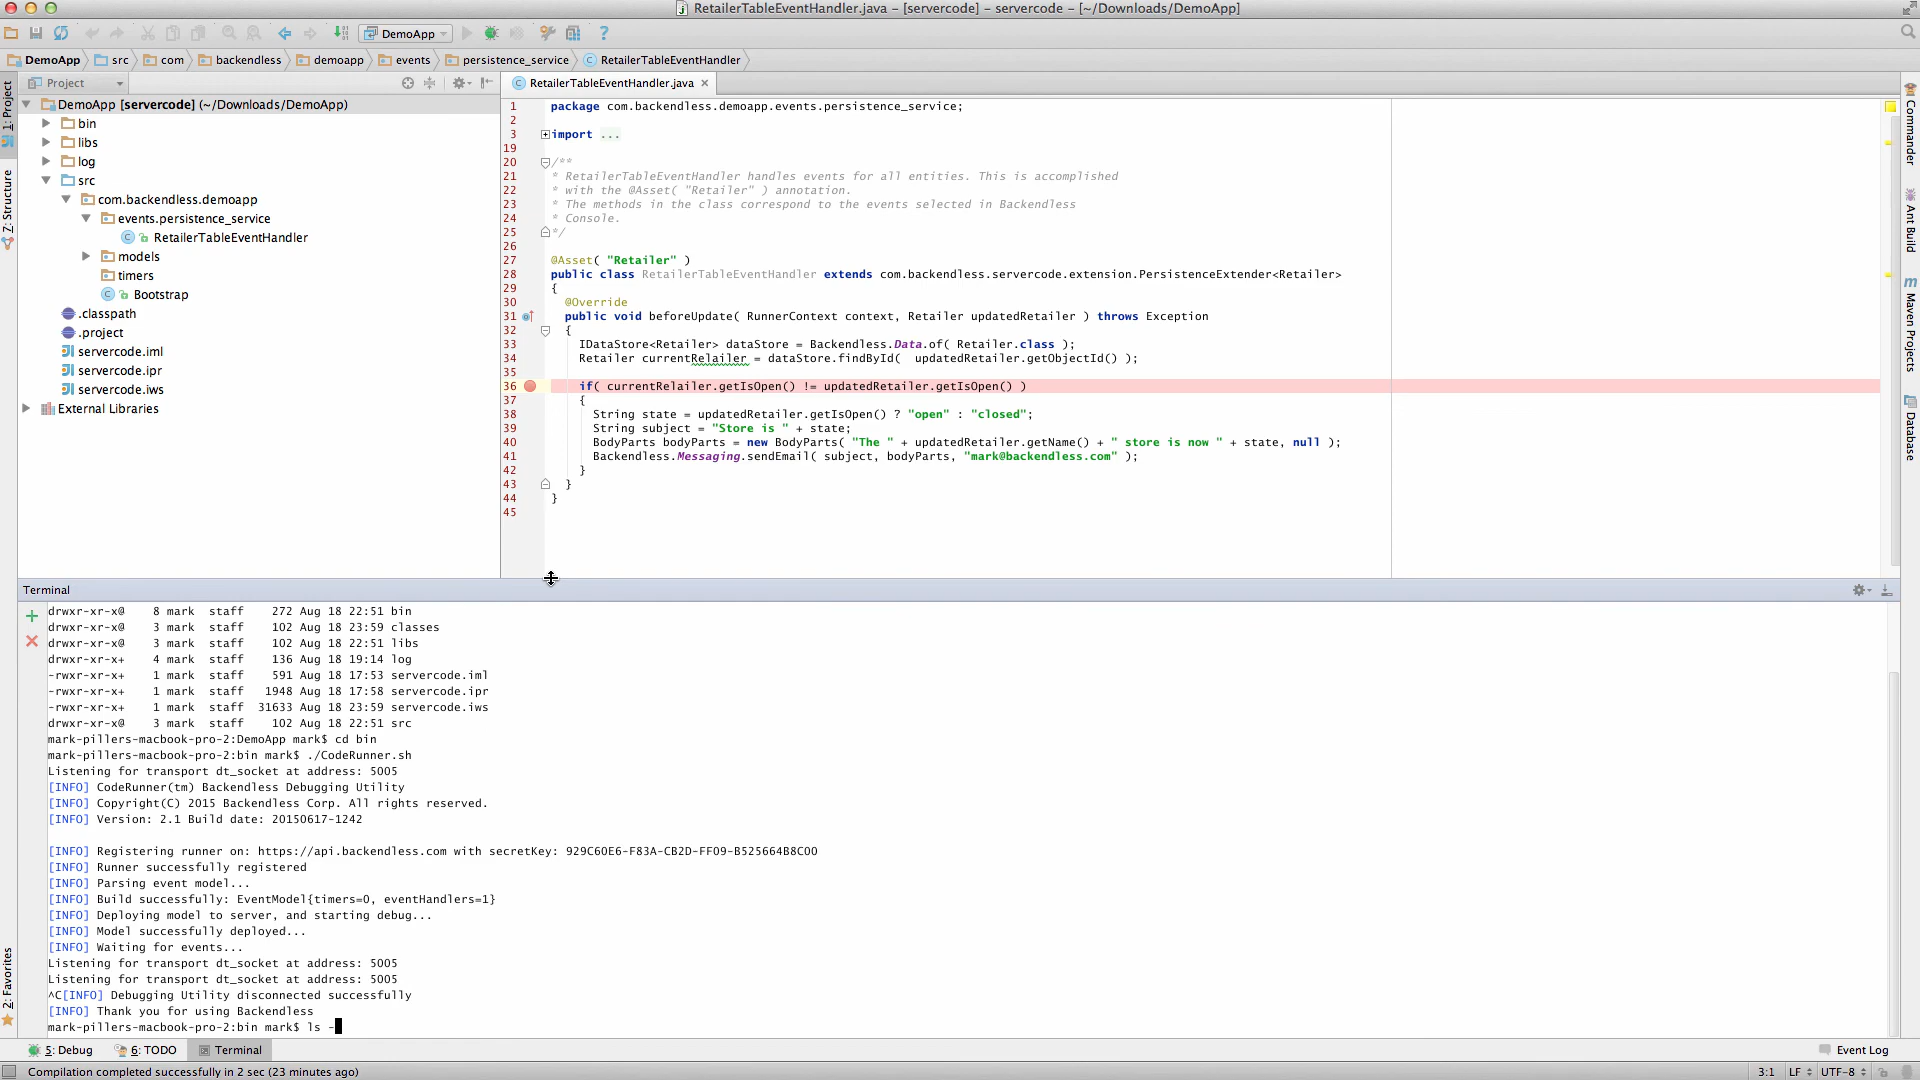 RetailerTableEventHandler.java – [servercode] – servercode – [~/Downloads/DemoApp]
DemoApp
DemoApp src com backendless demoapp events persistence_service RetailerTableEventHandler
Project
RetailerTableEventHandler.java
1: Project
Z: Structure
2: Favorites
DemoApp [servercode] (~/Downloads/DemoApp)
bin
libs
log
src
com.backendless.demoapp
events.persistence_service
RetailerTableEventHandler
models
timers
Bootstrap
.classpath
.project
servercode.iml
servercode.ipr
servercode.iws
External Libraries
1 package com.backendless.demoapp.events.persistence_service;
2
3 import ...
19
20 /**
21 * RetailerTableEventHandler handles events for all entities. This is accomplished
22 * with the @Asset( "Retailer" ) annotation.
23 * The methods in the class correspond to the events selected in Backendless
24 * Console.
25 */
26
27 @Asset( "Retailer" )
28 public class RetailerTableEventHandler extends com.backendless.servercode.extension.PersistenceExtender<Retailer>
29 {
30 @Override
31 public void beforeUpdate( RunnerContext context, Retailer updatedRetailer ) throws Exception
32 {
33 IDataStore<Retailer> dataStore = Backendless.Data.of( Retailer.class );
34 Retailer currentRelailer = dataStore.findById(  updatedRetailer.getObjectId() );
35
36 if( currentRelailer.getIsOpen() != updatedRetailer.getIsOpen() )
37 {
38 String state = updatedRetailer.getIsOpen() ? "open" : "closed";
39 String subject = "Store is " + state;
40 BodyParts bodyParts = new BodyParts( "The " + updatedRetailer.getName() + " store is now " + state, null );
41 Backendless.Messaging.sendEmail( subject, bodyParts, "mark@backendless.com" );
42 }
43 }
44 }
45
Commander
Ant Build
Maven Projects
Database
Terminal
drwxr-xr-x@ 8 mark staff 272 Aug 18 22:51 bin
drwxr-xr-x@ 3 mark staff 102 Aug 18 23:59 classes
drwxr-xr-x@ 3 mark staff 102 Aug 18 22:51 libs
drwxr-xr-x+ 4 mark staff 136 Aug 18 19:14 log
-rwxr-xr-x+ 1 mark staff 591 Aug 18 17:53 servercode.iml
-rwxr-xr-x+ 1 mark staff 1948 Aug 18 17:58 servercode.ipr
-rwxr-xr-x+ 1 mark staff 31633 Aug 18 23:59 servercode.iws
drwxr-xr-x@ 3 mark staff 102 Aug 18 22:51 src
mark-pillers-macbook-pro-2:DemoApp mark$ cd bin
mark-pillers-macbook-pro-2:bin mark$ ./CodeRunner.sh
Listening for transport dt_socket at address: 5005
[INFO] CodeRunner(tm) Backendless Debugging Utility
[INFO] Copyright(C) 2015 Backendless Corp. All rights reserved.
[INFO] Version: 2.1 Build date: 20150617-1242
[INFO] Registering runner on: https://api.backendless.com with secretKey: 929C60E6-F83A-CB2D-FF09-B525664B8C00
[INFO] Runner successfully registered
[INFO] Parsing event model...
[INFO] Build successfully: EventModel{timers=0, eventHandlers=1}
[INFO] Deploying model to server, and starting debug...
[INFO] Model successfully deployed...
[INFO] Waiting for events...
Listening for transport dt_socket at address: 5005
Listening for transport dt_socket at address: 5005
^C[INFO] Debugging Utility disconnected successfully
[INFO] Thank you for using Backendless
mark-pillers-macbook-pro-2:bin mark$ ls -
5: Debug 6: TODO Terminal Event Log
Compilation completed successfully in 2 sec (23 minutes ago) 3:1 LF UTF-8